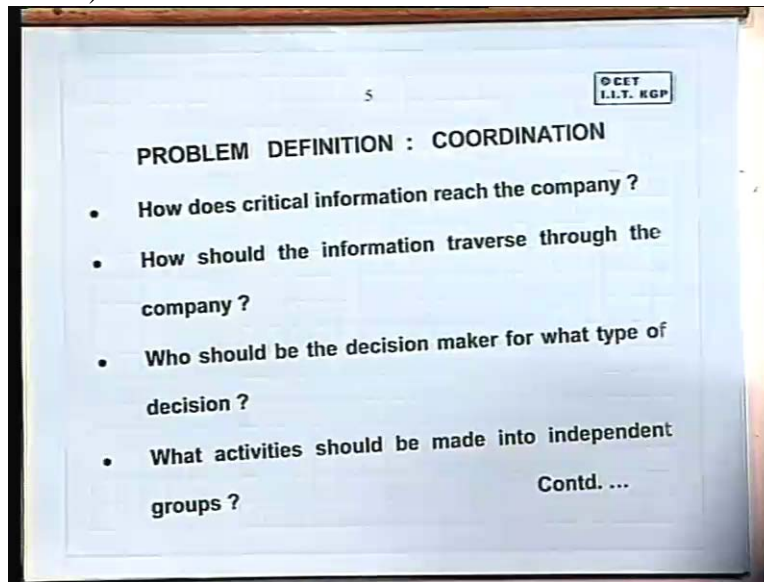 5
© CET
I.I.T. KGP
PROBLEM DEFINITION : COORDINATION
• How does critical information reach the company ?
• How should the information traverse through the
company ?
• Who should be the decision maker for what type of
decision ?
• What activities should be made into independent
groups ?
Contd. ...